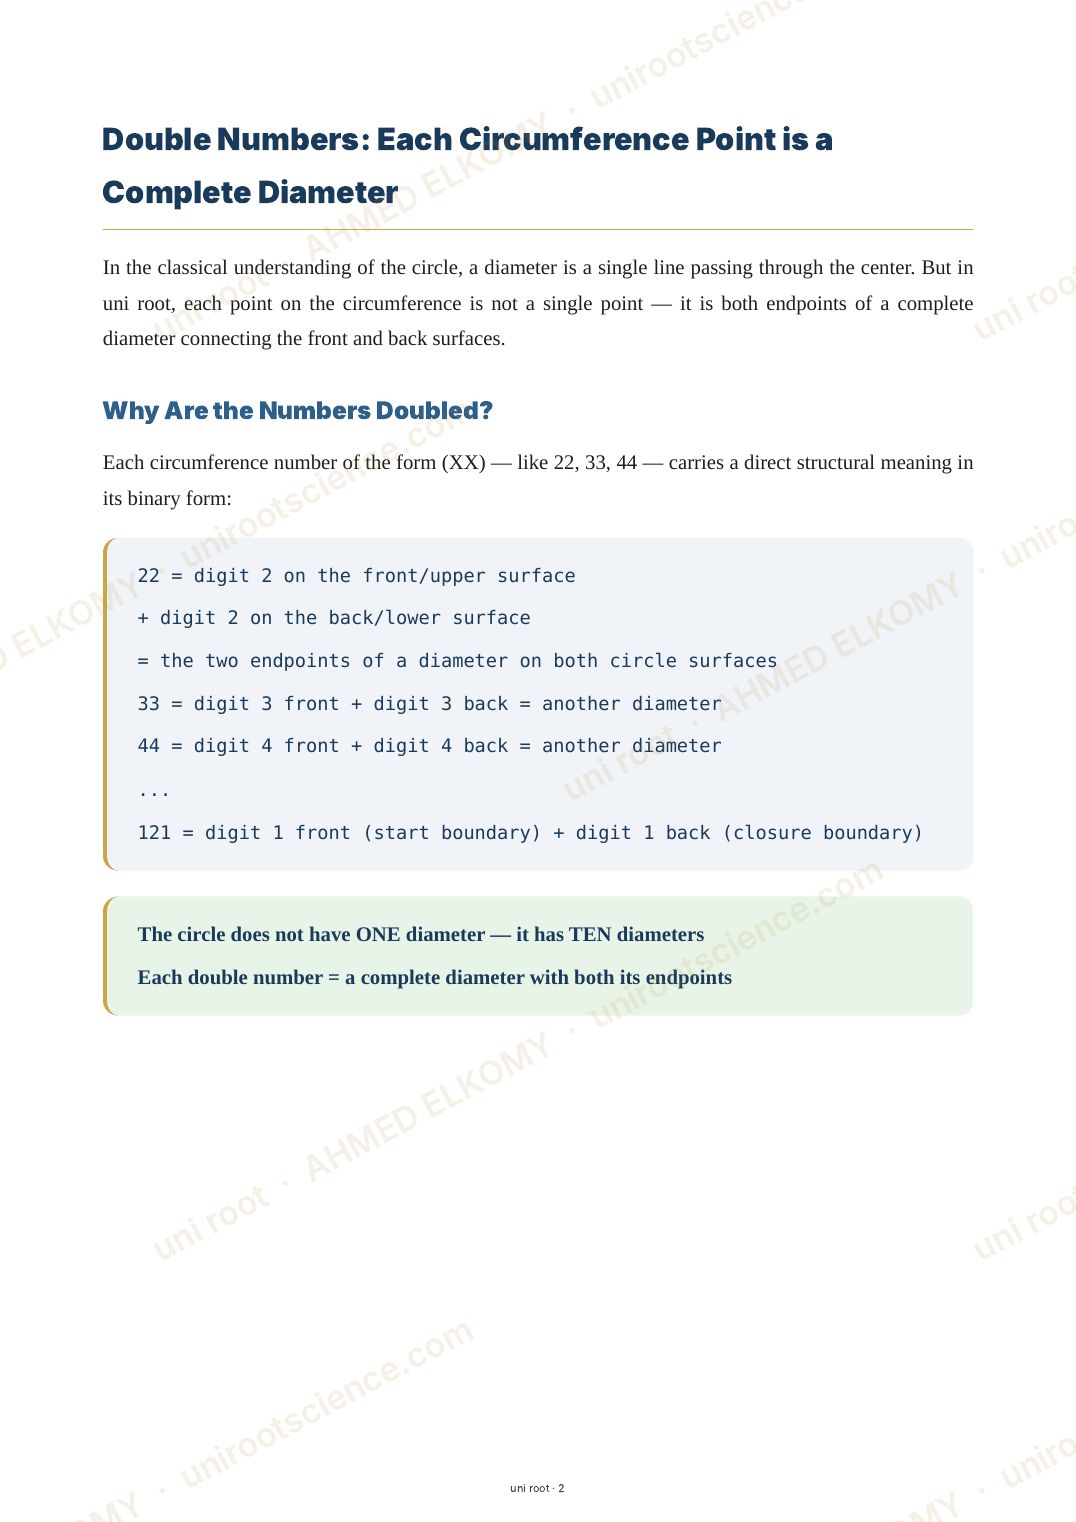 Double Numbers: Each Circumference Point is a
Complete Diameter
In the classical understanding of the circle, a diameter is a single line passing through the center. But in
uni root, each point on the circumference is not a single point — it is both endpoints of a complete
diameter connecting the front and back surfaces.
Why Are the Numbers Doubled?
Each circumference number of the form (XX) — like 22, 33, 44 — carries a direct structural meaning in
its binary form:
22 = digit 2 on the front/upper surface
+ digit 2 on the back/lower surface
= the two endpoints of a diameter on both circle surfaces
33 = digit 3 front + digit 3 back = another diameter
44 = digit 4 front + digit 4 back = another diameter
...
121 = digit 1 front (start boundary) + digit 1 back (closure boundary)
The circle does not have ONE diameter — it has TEN diameters
Each double number = a complete diameter with both its endpoints
uni root · AHMED ELKOMY · unirootscience.com
uni root · 2